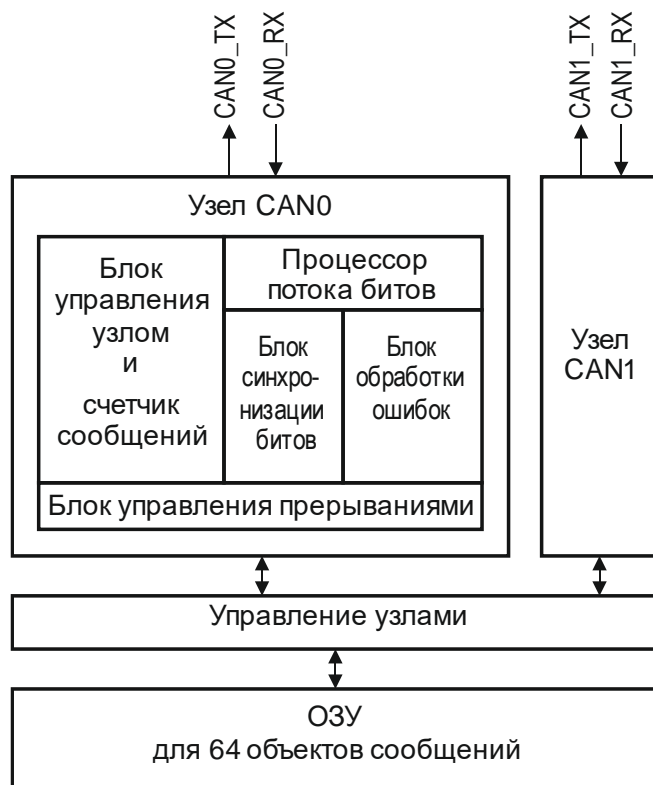 CAN0_TX
CAN0_RX
CAN1_TX
CAN1_RX
Узел CAN0
Блок
управления
узлом
и
счетчик
сообщений
Процессор
потока битов
Блок
синхро-
низации
битов
Блок
обработки
ошибок
Блок управления прерываниями
Узел
CAN1
Управление узлами
ОЗУ
для 64 объектов сообщений